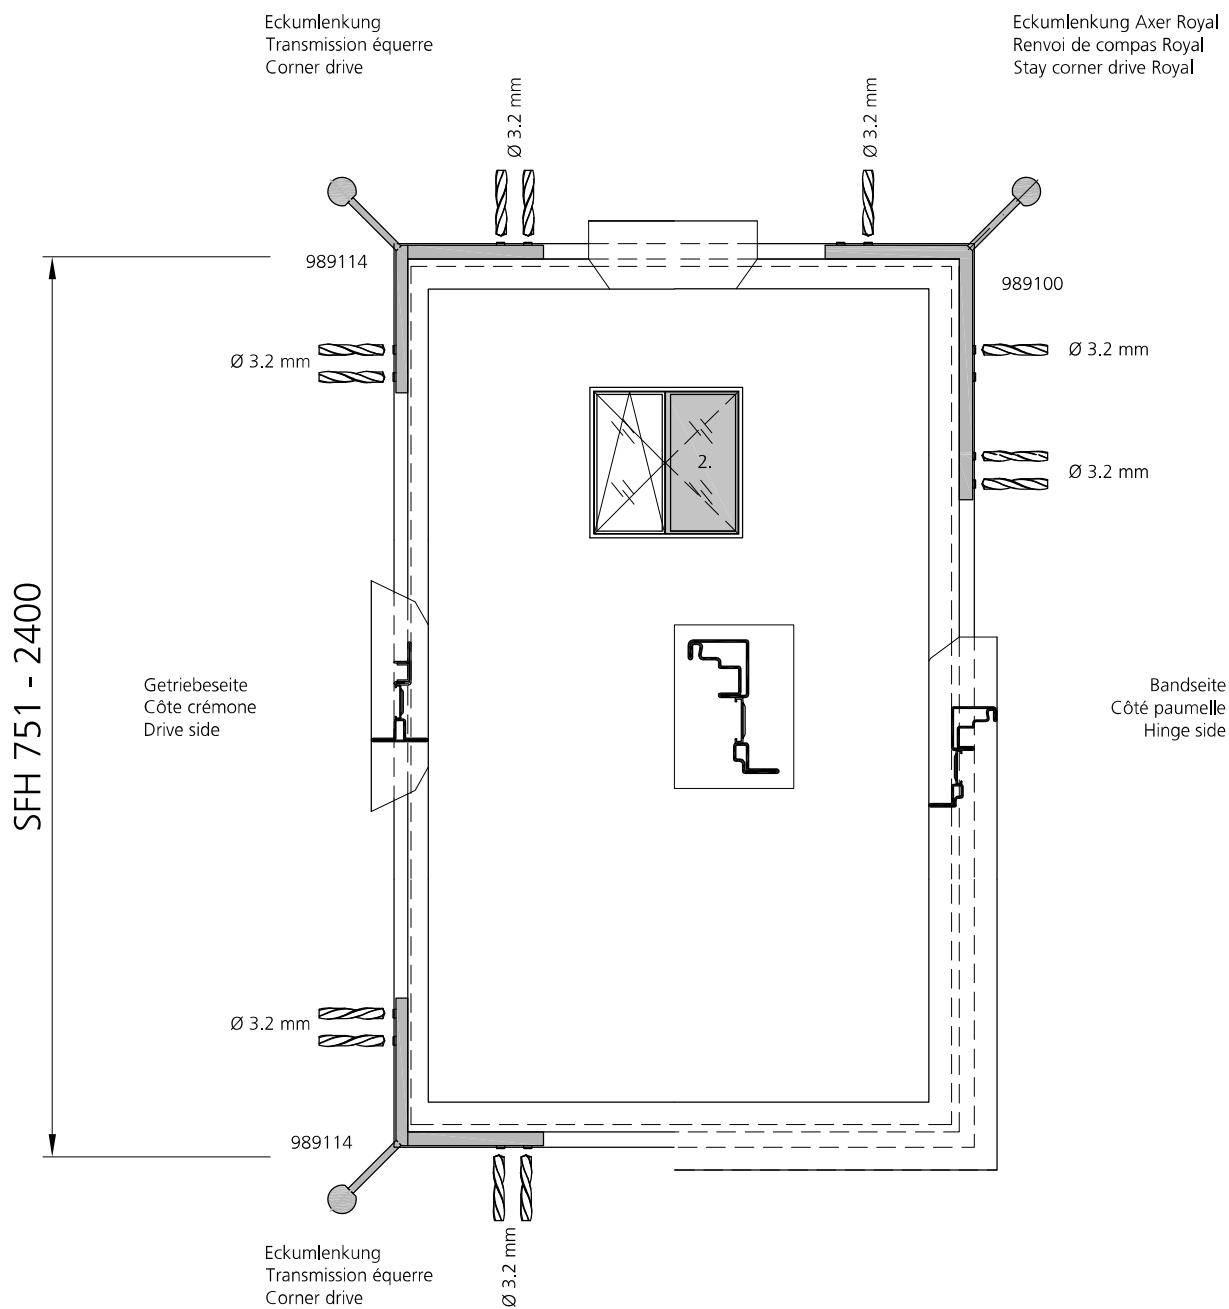 Eckumlenkung
Transmission équerre
Corner drive
Eckumlenkung Axer Royal
Renvoi de compas Royal
Stay corner drive Royal
Ø 3.2 mm
Ø 3.2 mm
989114
989100
Ø 3.2 mm
Ø 3.2 mm
2.
Ø 3.2 mm
SFH 751 - 2400
Getriebeseite
Côte crémone
Drive side
Bandseite
Côté paumelle
Hinge side
Ø 3.2 mm
989114
Ø 3.2 mm
Eckumlenkung
Transmission équerre
Corner drive